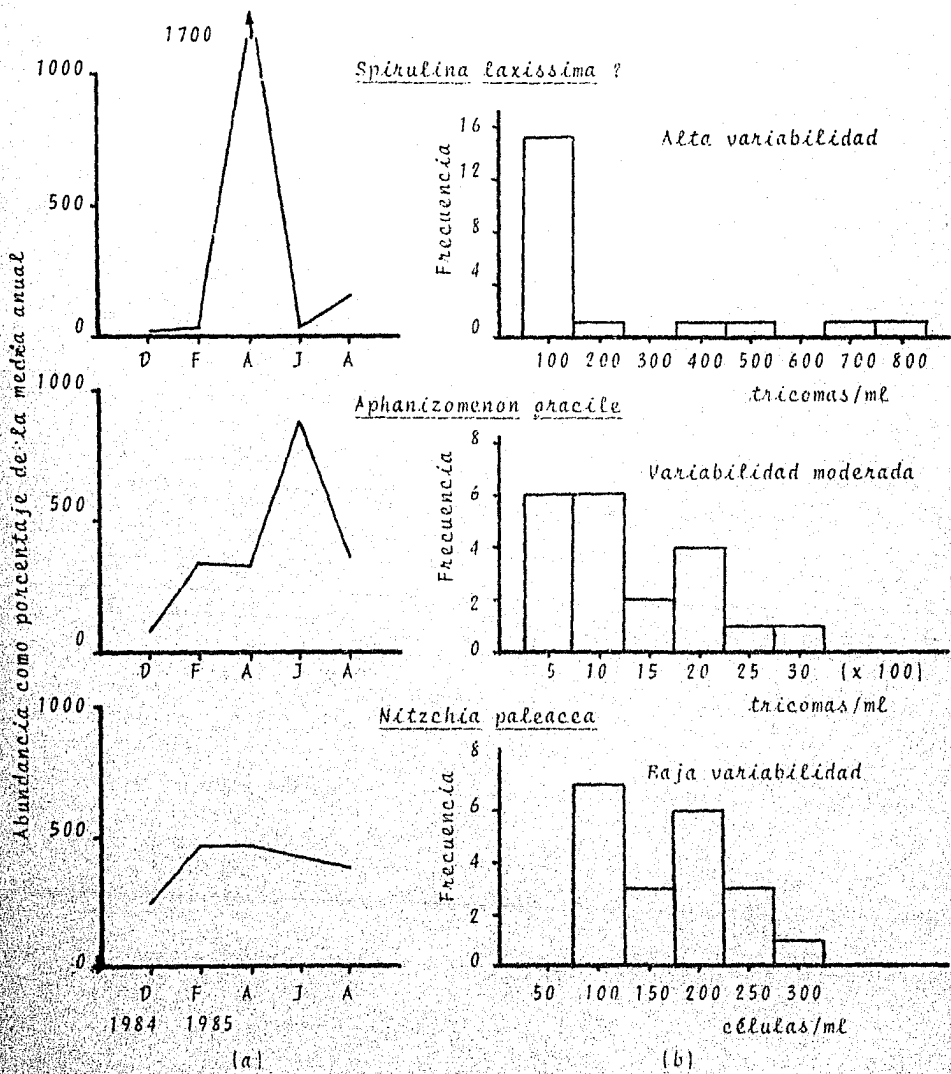 Abundancia como porcentaje de la media anual
1700
Spirulina laxissima ?
1000
500
0
D F A J A
Alta variabilidad
Frecuencia
16
12
8
4
0
100 200 300 400 500 600 700 800
tricomas/ml
Aphanizomenon gracile
1000
500
0
D F A J A
Variabilidad moderada
Frecuencia
8
6
4
2
0
5 10 15 20 25 30 (x 100)
tricomas/ml
Nitzchia paleacea
1000
500
0
D F A J A
1984 1985
(a)
Baja variabilidad
Frecuencia
8
6
4
2
0
50 100 150 200 250 300
células/ml
(b)